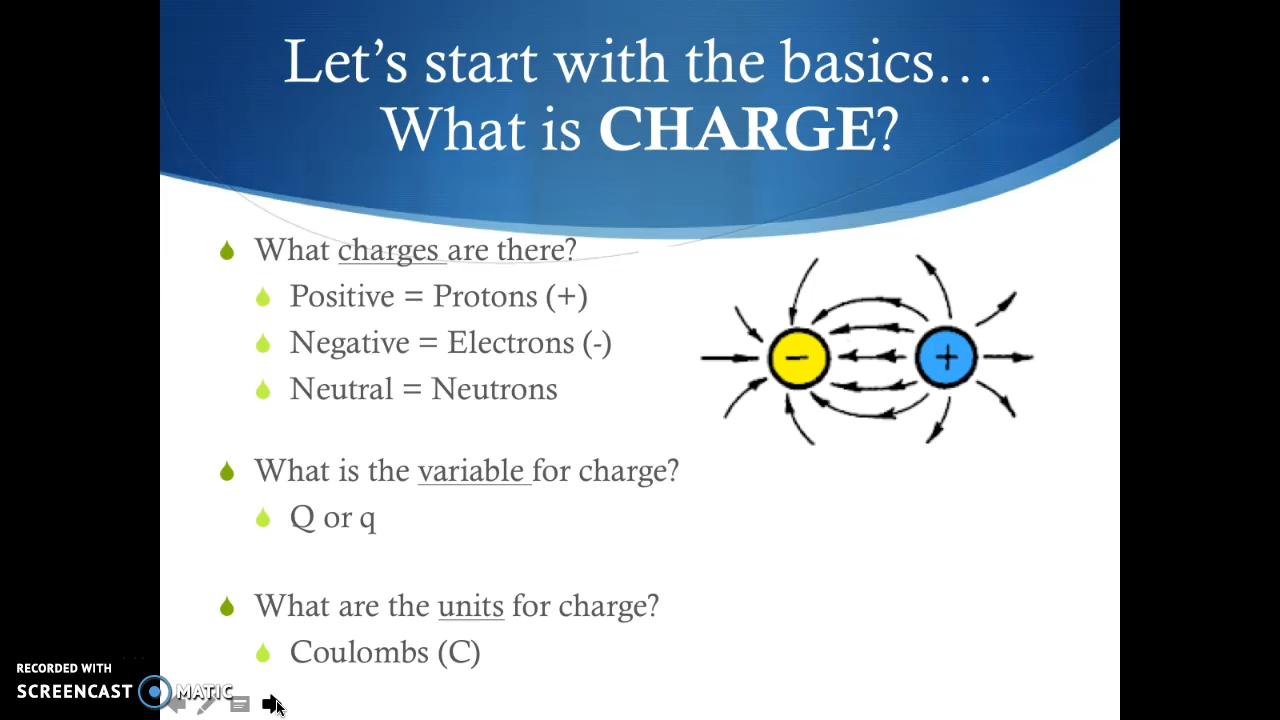 Let's start with the basics…
What is CHARGE?
What charges are there?
Positive = Protons (+)
Negative = Electrons (-)
Neutral = Neutrons
− +
What is the variable for charge?
Q or q
What are the units for charge?
Coulombs (C)
RECORDED WITH
SCREENCAST MATIC